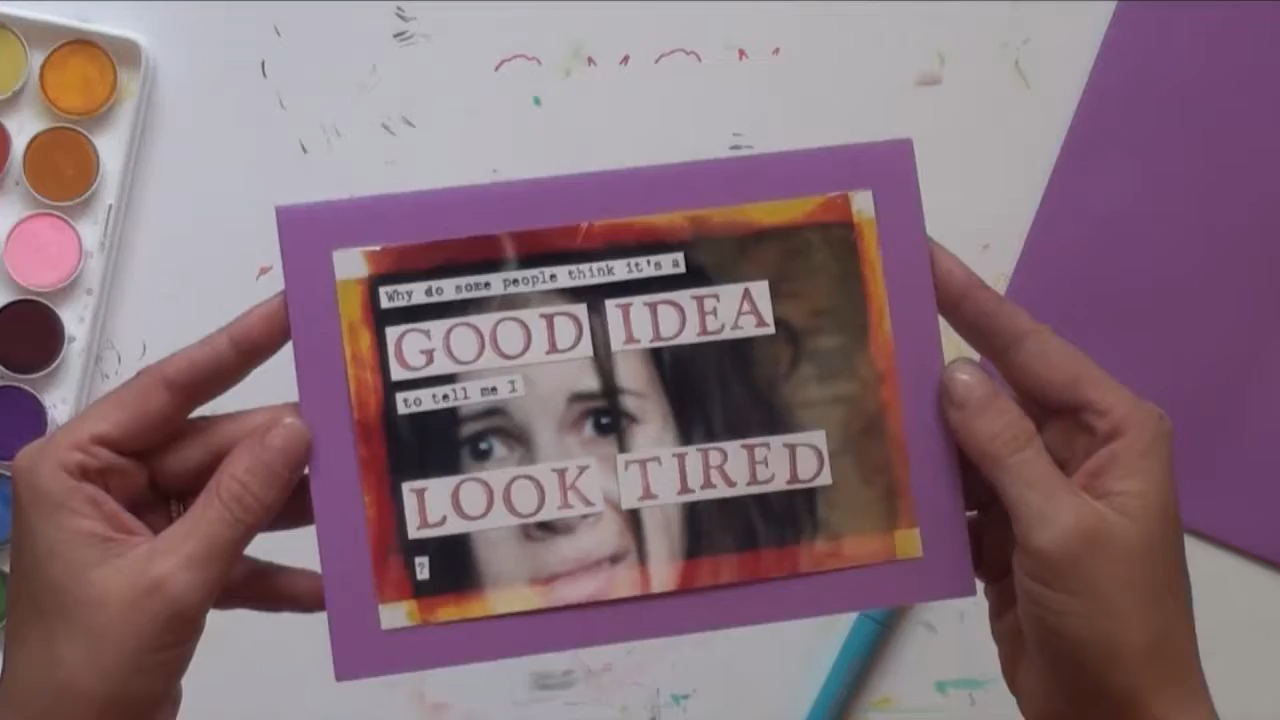 Why do some people think it's a
GOOD IDEA
to tell me I
LOOK TIRED
?